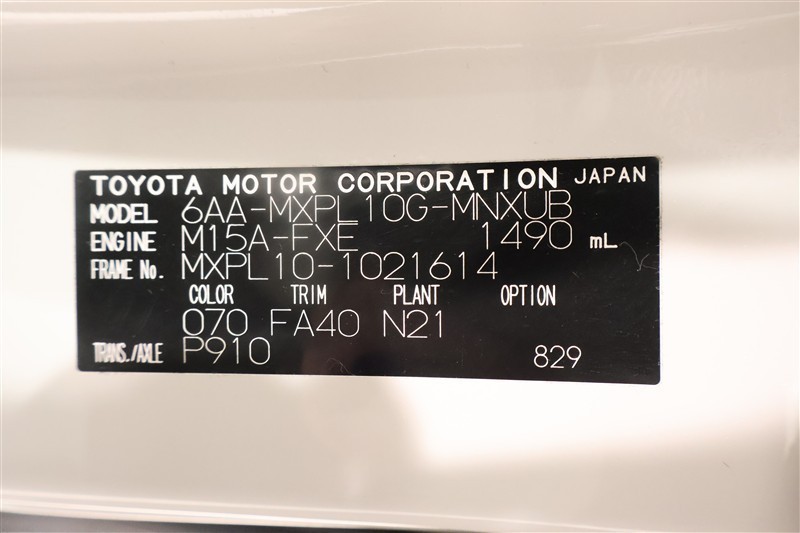 TOYOTA MOTOR CORPORATION JAPAN
MODEL 6AA-MXPL10G-MNXUB
ENGINE M15A-FXE 1490 mL
FRAME No. MXPL10-1021614
COLOR TRIM PLANT OPTION
070 FA40 N21
TRANS./AXLE P910 829